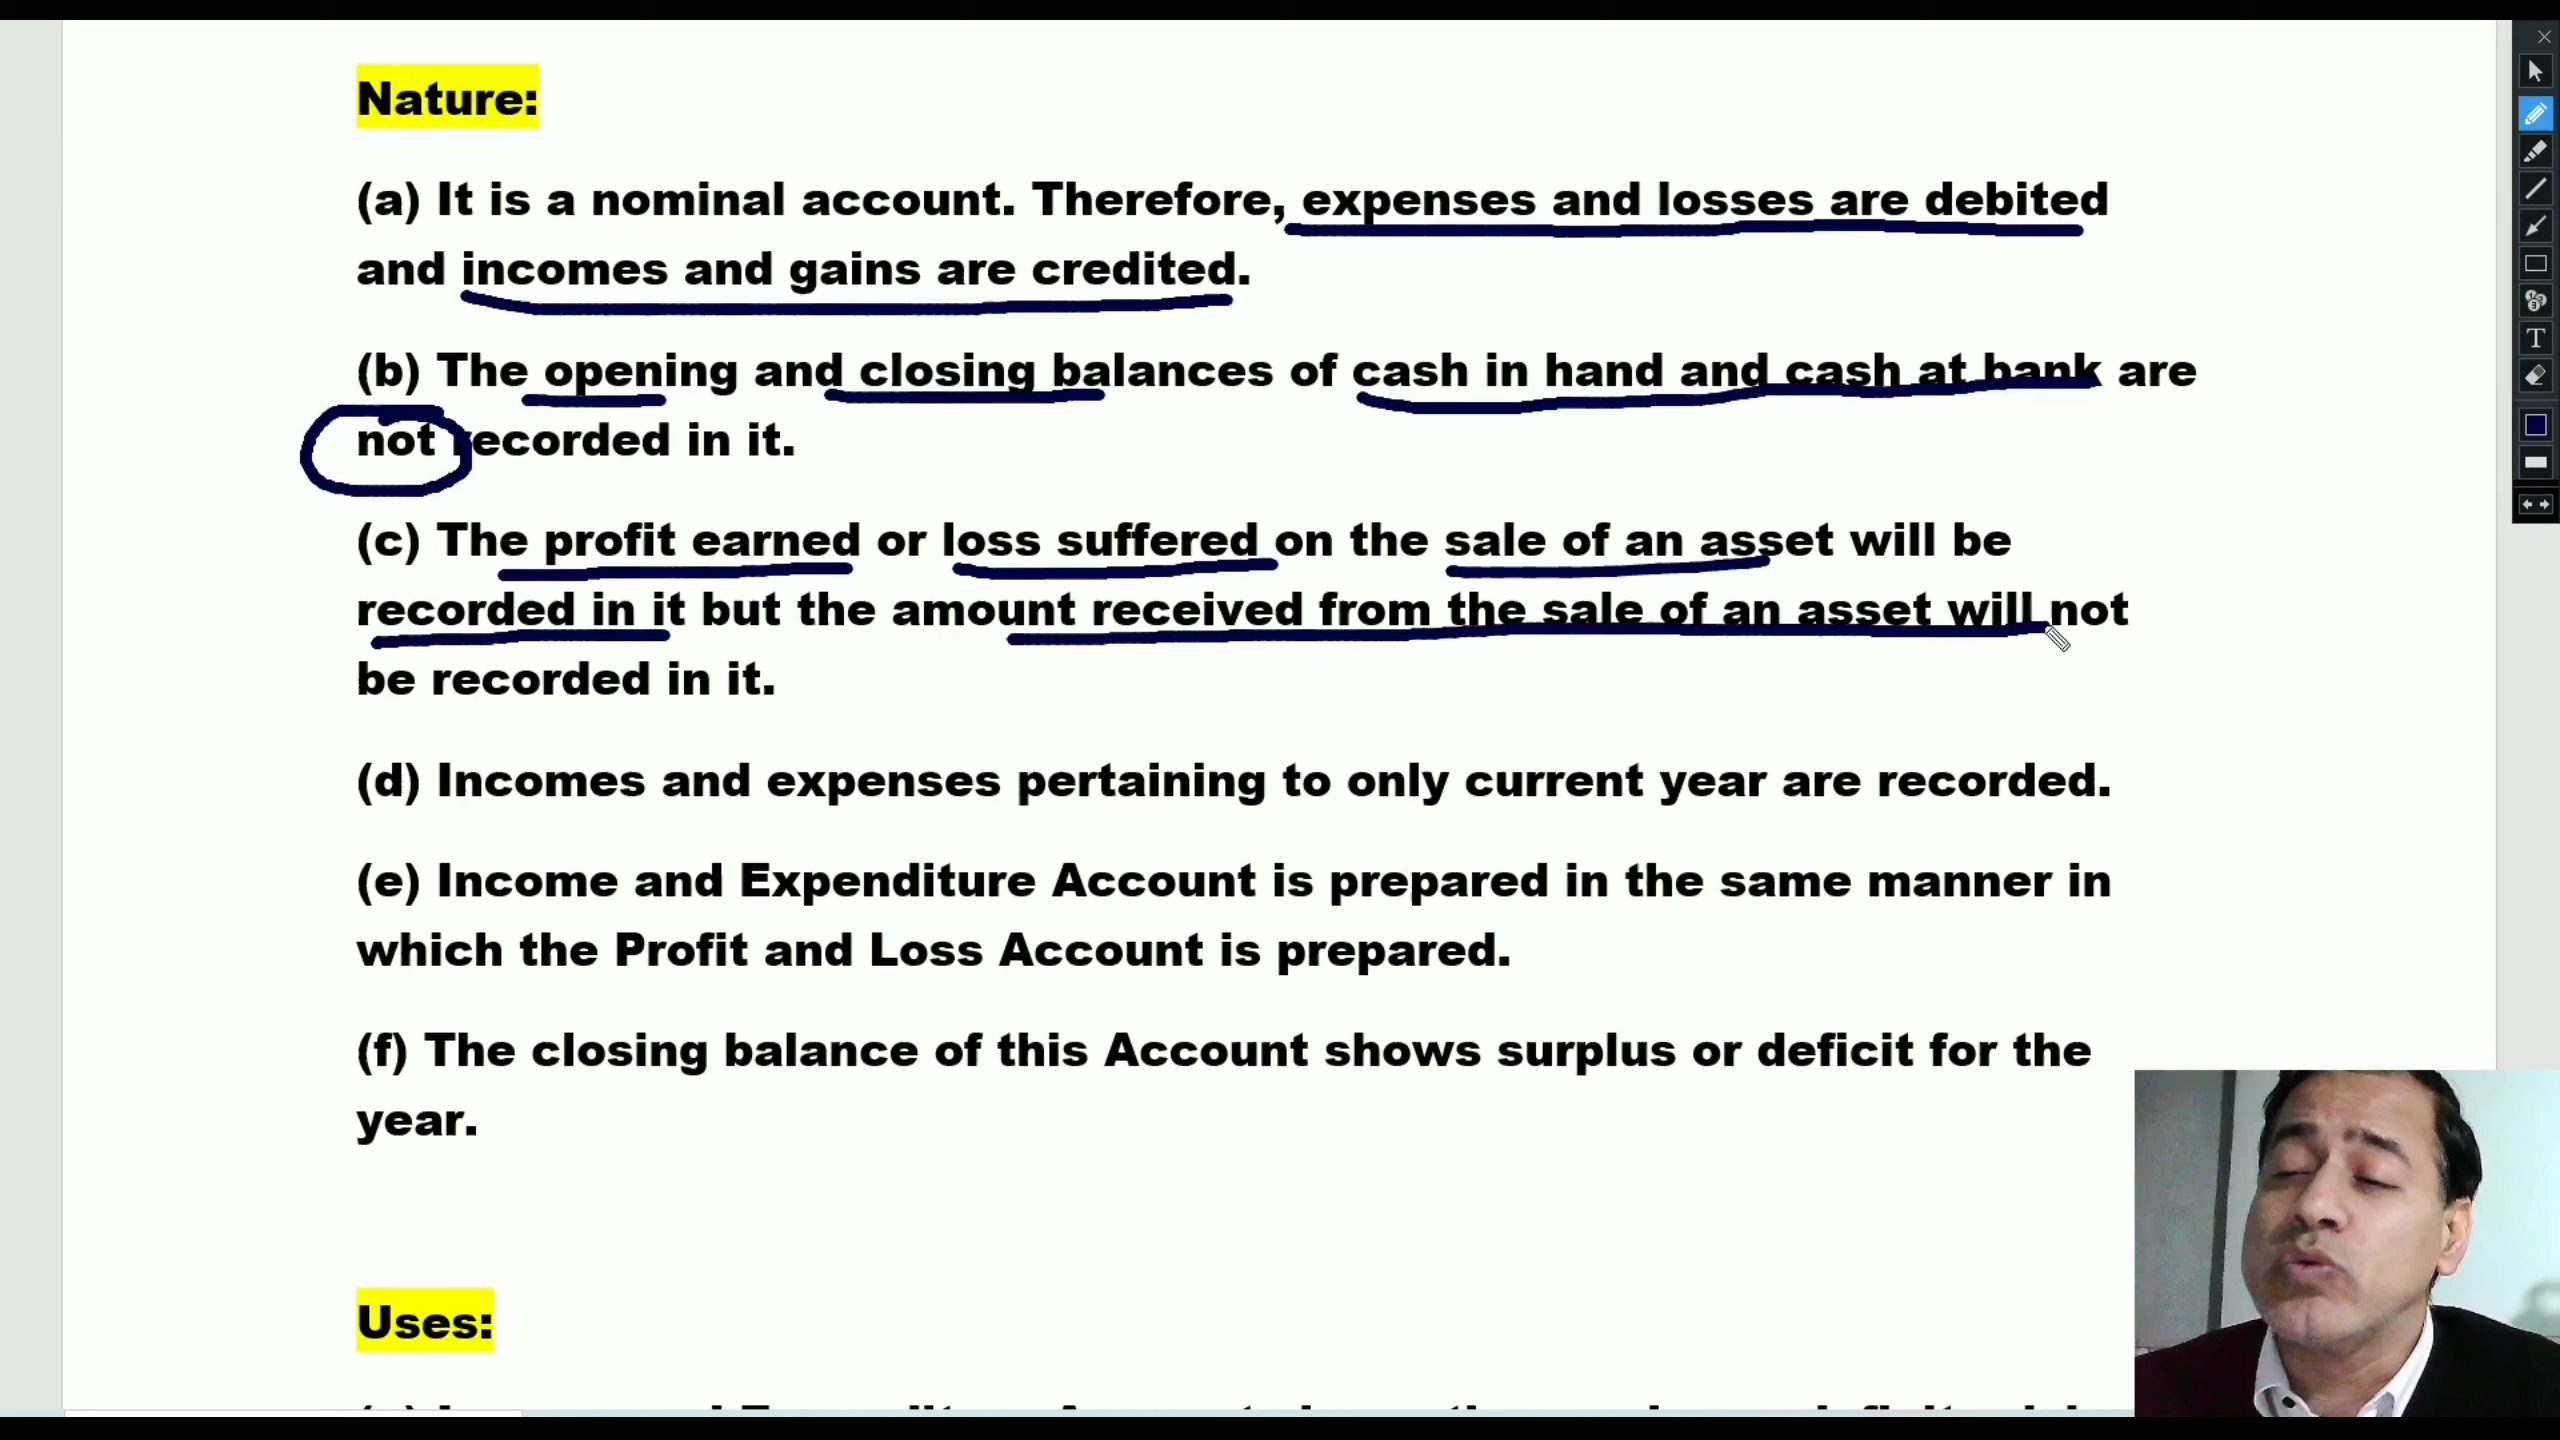 Nature:
(a) It is a nominal account. Therefore, expenses and losses are debited
and incomes and gains are credited.
(b) The opening and closing balances of cash in hand and cash at bank are
not recorded in it.
(c) The profit earned or loss suffered on the sale of an asset will be
recorded in it but the amount received from the sale of an asset will not
be recorded in it.
(d) Incomes and expenses pertaining to only current year are recorded.
(e) Income and Expenditure Account is prepared in the same manner in
which the Profit and Loss Account is prepared.
(f) The closing balance of this Account shows surplus or deficit for the
year.
Uses: